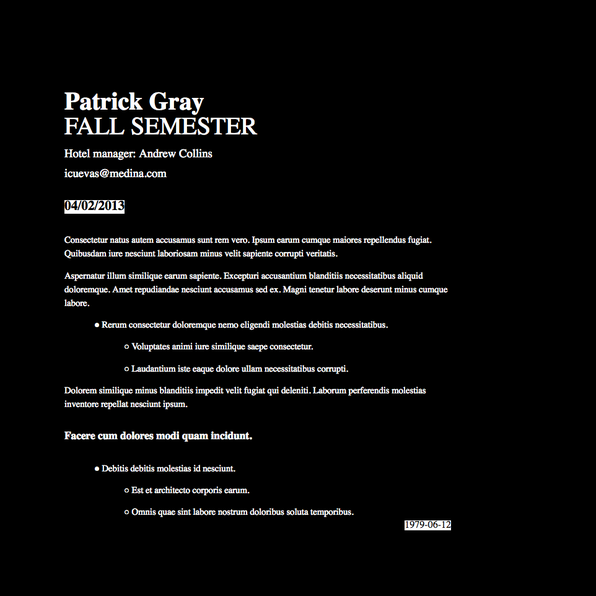 Patrick Gray
FALL SEMESTER
Hotel manager: Andrew Collins
icuevas@medina.com
04/02/2013
Consectetur natus autem accusamus sunt rem vero. Ipsum earum cumque maiores repellendus fugiat.
Quibusdam iure nesciunt laboriosam minus velit sapiente corrupti veritatis.
Aspernatur illum similique earum sapiente. Excepturi accusantium blanditiis necessitatibus aliquid
doloremque. Amet repudiandae nesciunt accusamus sed ex. Magni tenetur labore deserunt minus cumque
labore.
● Rerum consectetur doloremque nemo eligendi molestias debitis necessitatibus.
○ Voluptates animi iure similique saepe consectetur.
○ Laudantium iste eaque dolore ullam necessitatibus corrupti.
Dolorem similique minus blanditiis impedit velit fugiat qui deleniti. Laborum perferendis molestias
inventore repellat nesciunt ipsum.
Facere cum dolores modi quam incidunt.
● Debitis debitis molestias id nesciunt.
○ Est et architecto corporis earum.
○ Omnis quae sint labore nostrum doloribus soluta temporibus.
1979-06-12